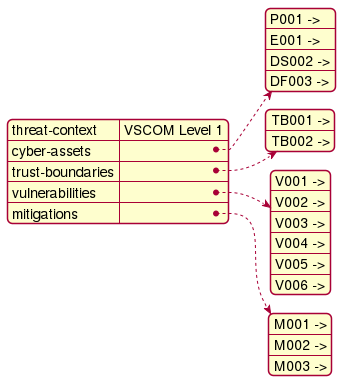 P001 ->
E001 ->
DS002 ->
DF003 ->
TB001 ->
TB002 ->
threat-context VSCOM Level 1
cyber-assets
trust-boundaries
vulnerabilities
mitigations
V001 ->
V002 ->
V003 ->
V004 ->
V005 ->
V006 ->
M001 ->
M002 ->
M003 ->